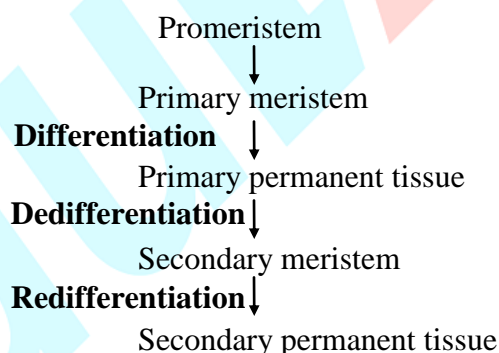 Promeristem
Primary meristem
Differentiation
Primary permanent tissue
Dedifferentiation
Secondary meristem
Redifferentiation
Secondary permanent tissue